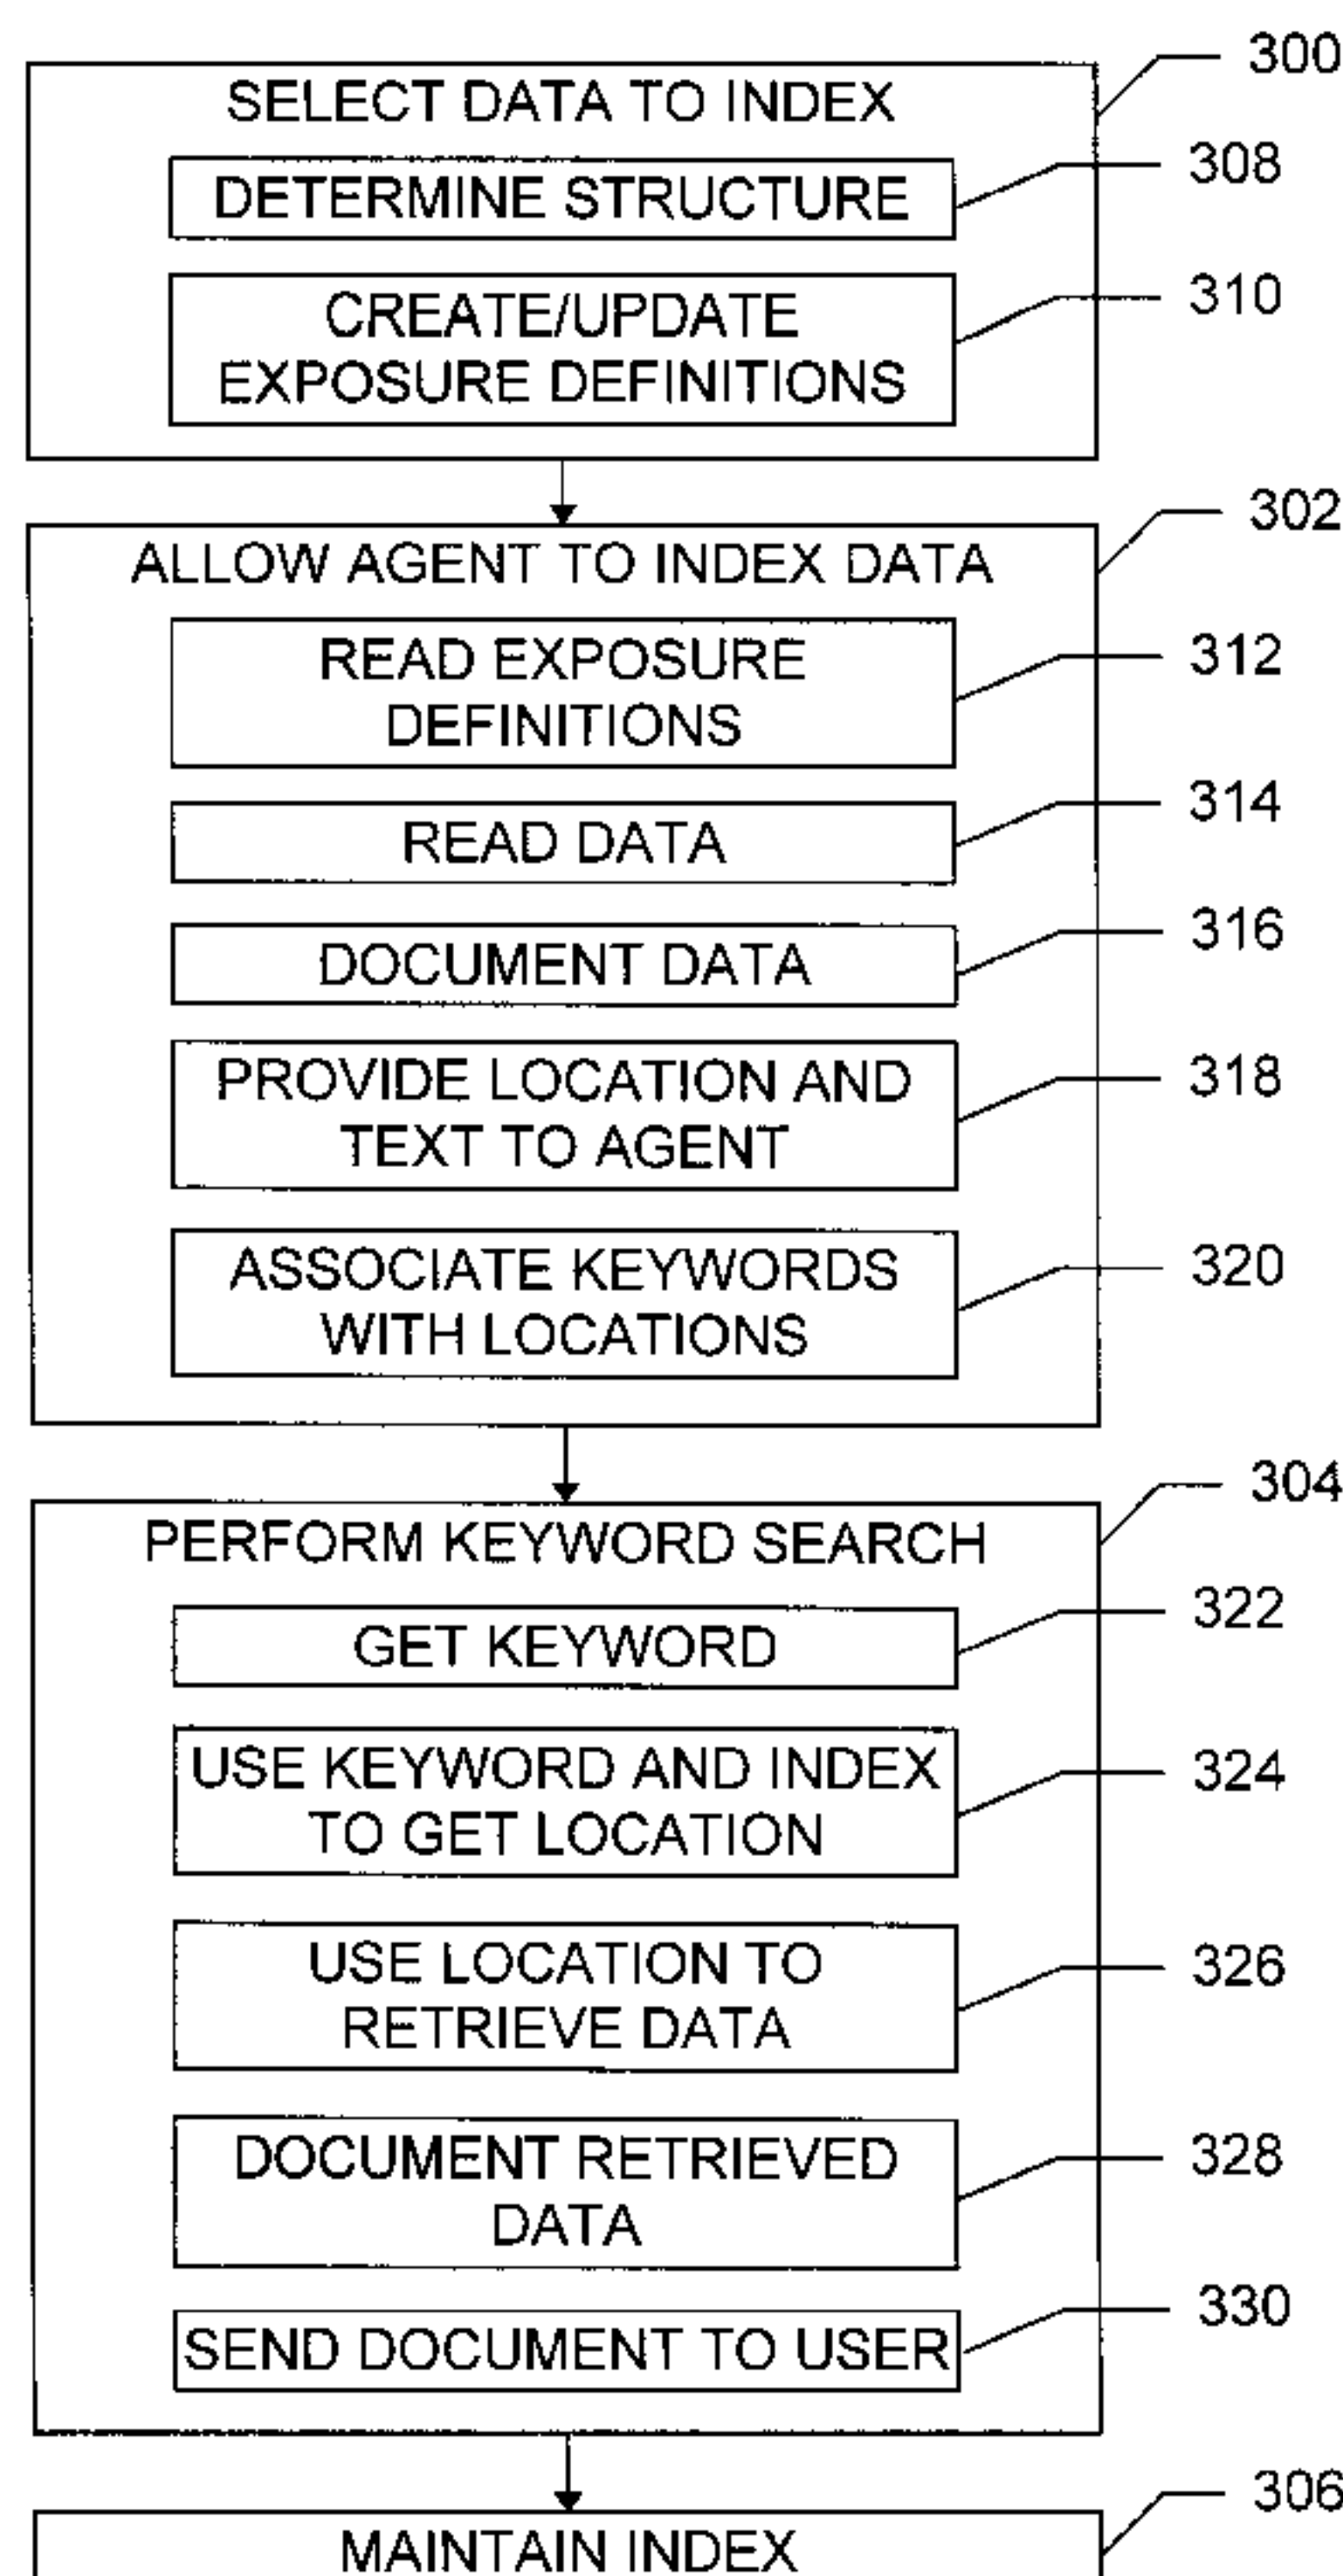 300
SELECT DATA TO INDEX
308
DETERMINE STRUCTURE
310
CREATE/UPDATE
EXPOSURE DEFINITIONS
302
ALLOW AGENT TO INDEX DATA
312
READ EXPOSURE
DEFINITIONS
314
READ DATA
316
DOCUMENT DATA
318
PROVIDE LOCATION AND
TEXT TO AGENT
320
ASSOCIATE KEYWORDS
WITH LOCATIONS
304
PERFORM KEYWORD SEARCH
322
GET KEYWORD
324
USE KEYWORD AND INDEX
TO GET LOCATION
326
USE LOCATION TO
RETRIEVE DATA
328
DOCUMENT RETRIEVED
DATA
330
SEND DOCUMENT TO USER
306
MAINTAIN INDEX